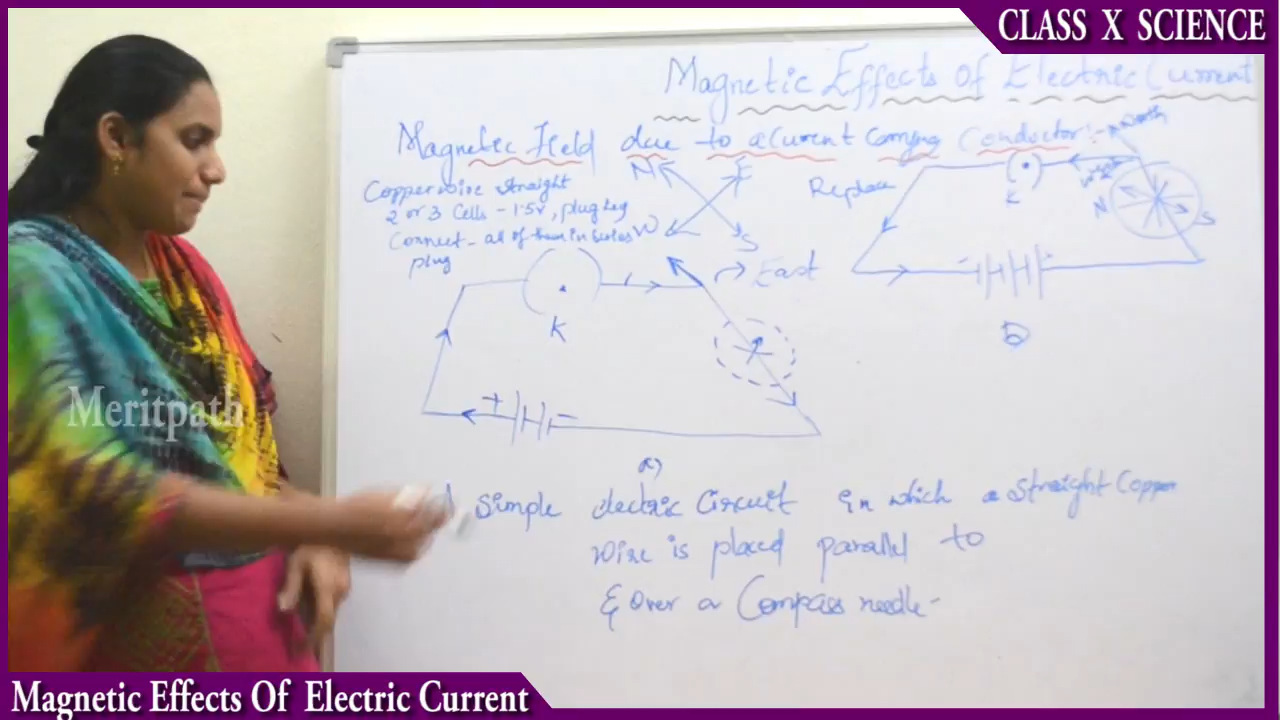 CLASS X SCIENCE
Magnetic Effects Of Electric Current
Magnetic Field due to a Current Carrying Conductor:-
N E
W S
Copper wire straight
2 or 3 Cells - 1.5v, plug key
Connect - all of them in
plug
Replace
K
N
S
East
K
+ -
a)
b
Simple electric Circuit in which a straight Copper
wire is placed parallel to
& over a Compass needle-
Meritpath
Magnetic Effects Of Electric Current